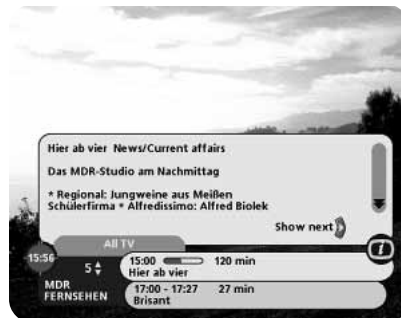 Hier ab vier News/Current affairs
Das MDR-Studio am Nachmittag
* Regional: Jungweine aus Meißen
Schülerfirma * Alfredissimo: Alfred Biolek
Show next
i
All TV
15:56
5
15:00 120 min
Hier ab vier
MDR
FERNSEHEN
17:00 - 17:27 27 min
Brisant